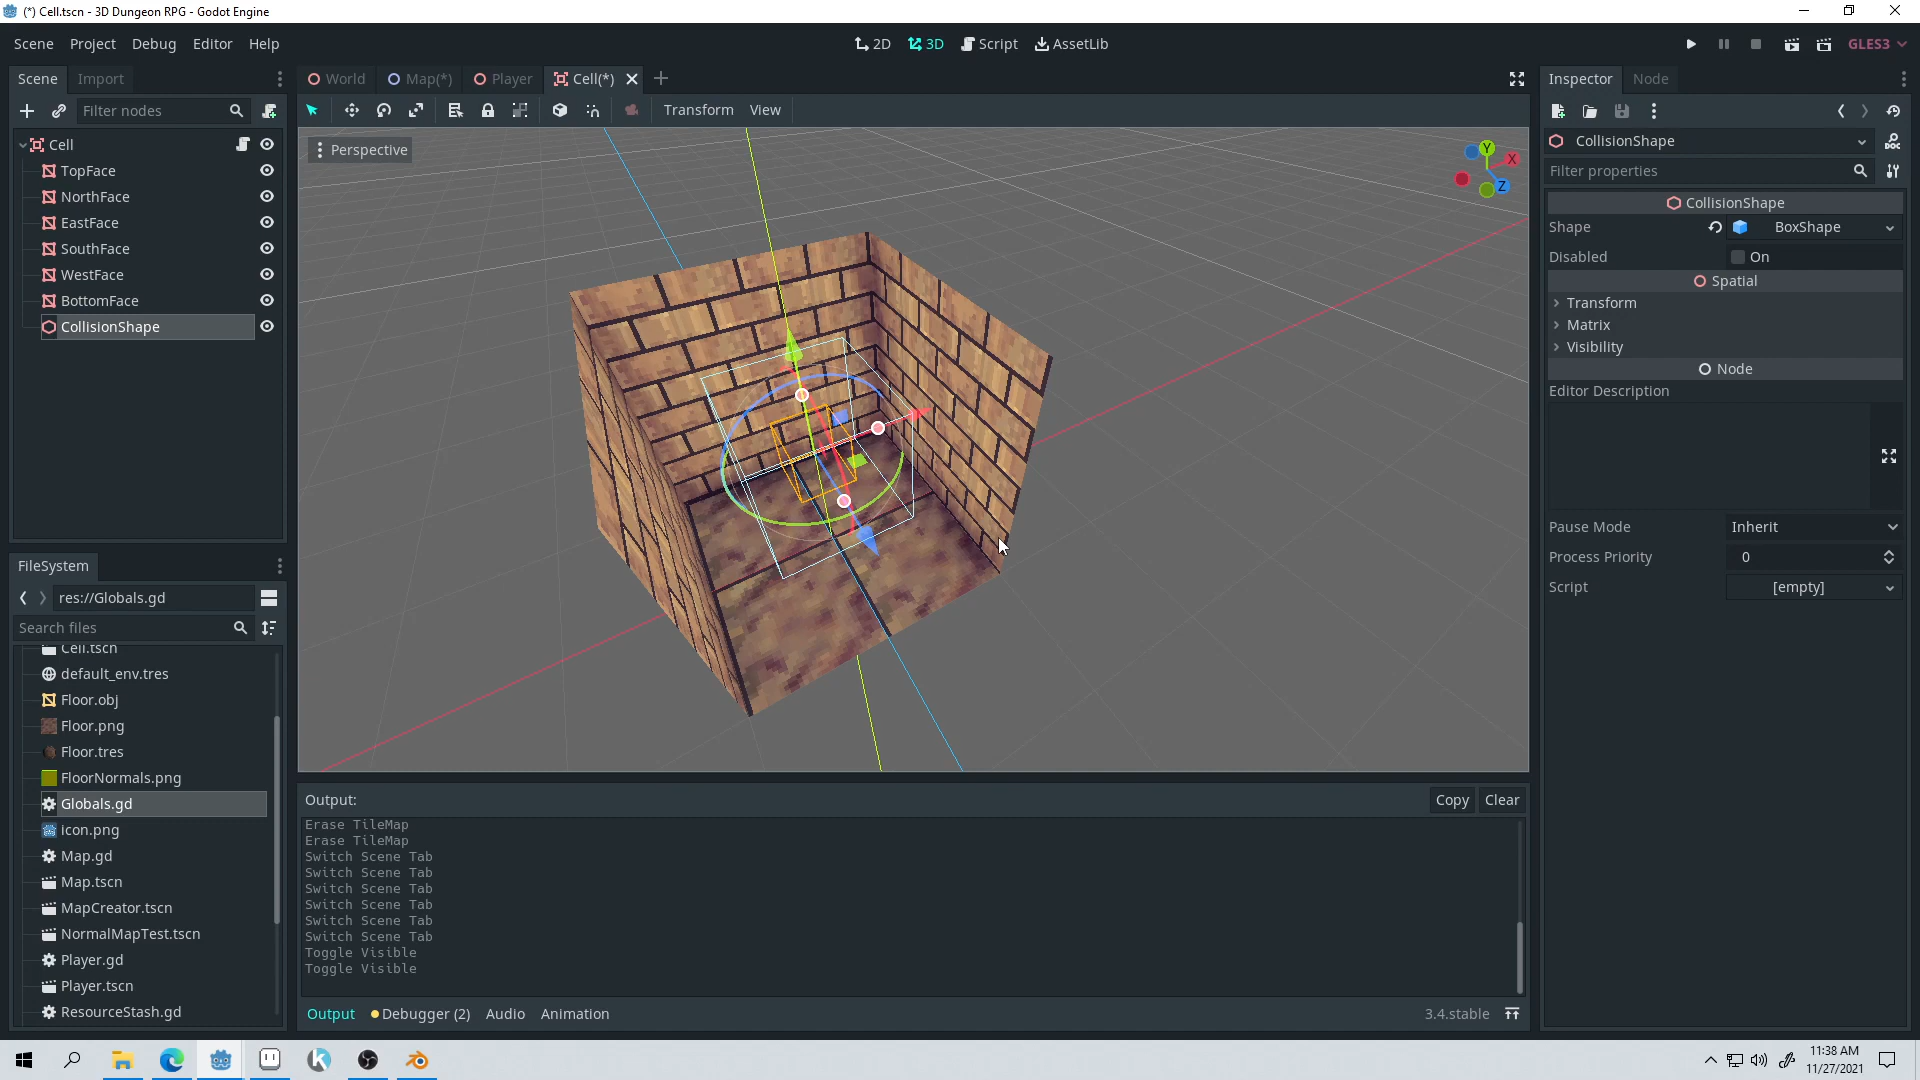 (*) Cell.tscn - 3D Dungeon RPG - Godot Engine
Scene Project Debug Editor Help
2D 3D Script AssetLib
GLES3
Scene Import
World Map(*) Player Cell(*)
Inspector Node
Filter nodes
Transform View
Cell
TopFace
NorthFace
EastFace
SouthFace
WestFace
BottomFace
CollisionShape
Perspective
Y
X
Z
CollisionShape
Filter properties
CollisionShape
Shape BoxShape
Disabled On
Spatial
Transform
Matrix
Visibility
Node
Editor Description
Pause Mode Inherit
Process Priority 0
Script [empty]
FileSystem
res://Globals.gd
Search files
Cell.tscn
default_env.tres
Floor.obj
Floor.png
Floor.tres
FloorNormals.png
Globals.gd
icon.png
Map.gd
Map.tscn
MapCreator.tscn
NormalMapTest.tscn
Player.gd
Player.tscn
ResourceStash.gd
Output: Copy Clear
Erase TileMap
Erase TileMap
Switch Scene Tab
Switch Scene Tab
Switch Scene Tab
Switch Scene Tab
Switch Scene Tab
Switch Scene Tab
Toggle Visible
Toggle Visible
Output Debugger (2) Audio Animation 3.4.stable
11:38 AM
11/27/2021